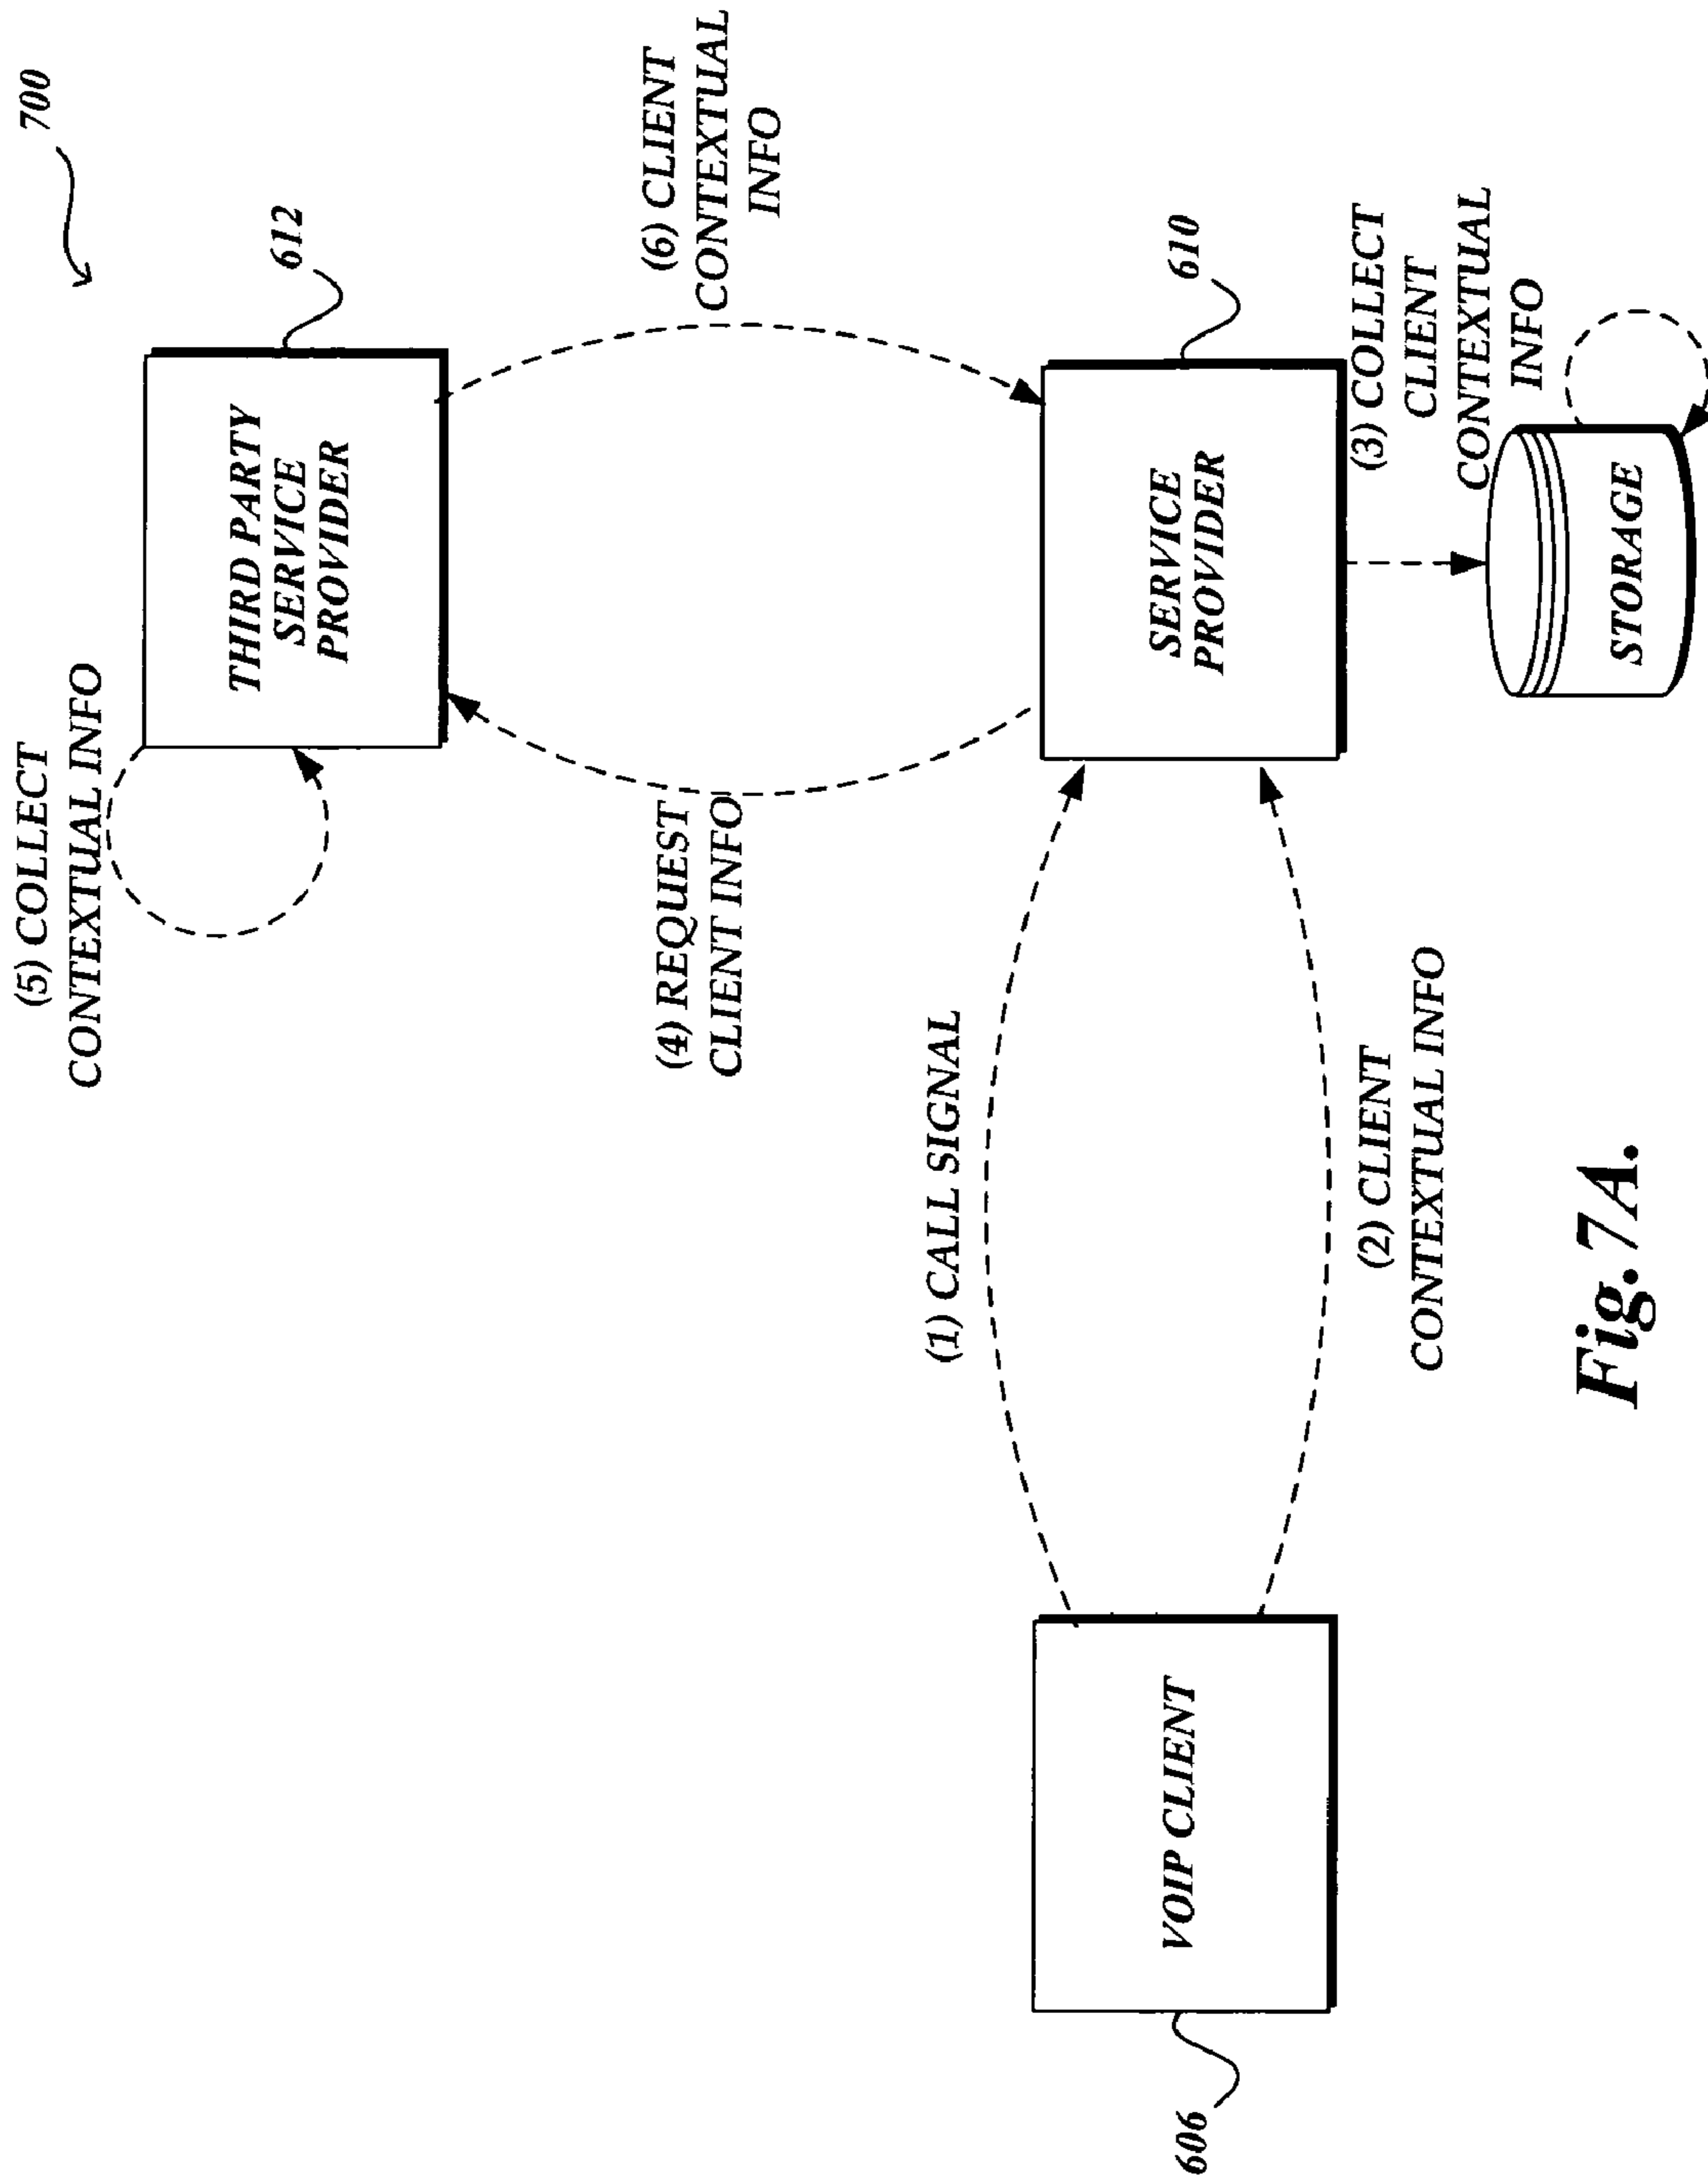 700
(5) COLLECT
CONTEXTUAL INFO
THIRD PARTY
SERVICE
PROVIDER
612
(4) REQUEST
CLIENT INFO
(6) CLIENT
CONTEXTUAL
INFO
(1) CALL SIGNAL
606
VOIP CLIENT
SERVICE
PROVIDER
610
(2) CLIENT
CONTEXTUAL INFO
(3) COLLECT
CLIENT
CONTEXTUAL
INFO
STORAGE
Fig. 7A.